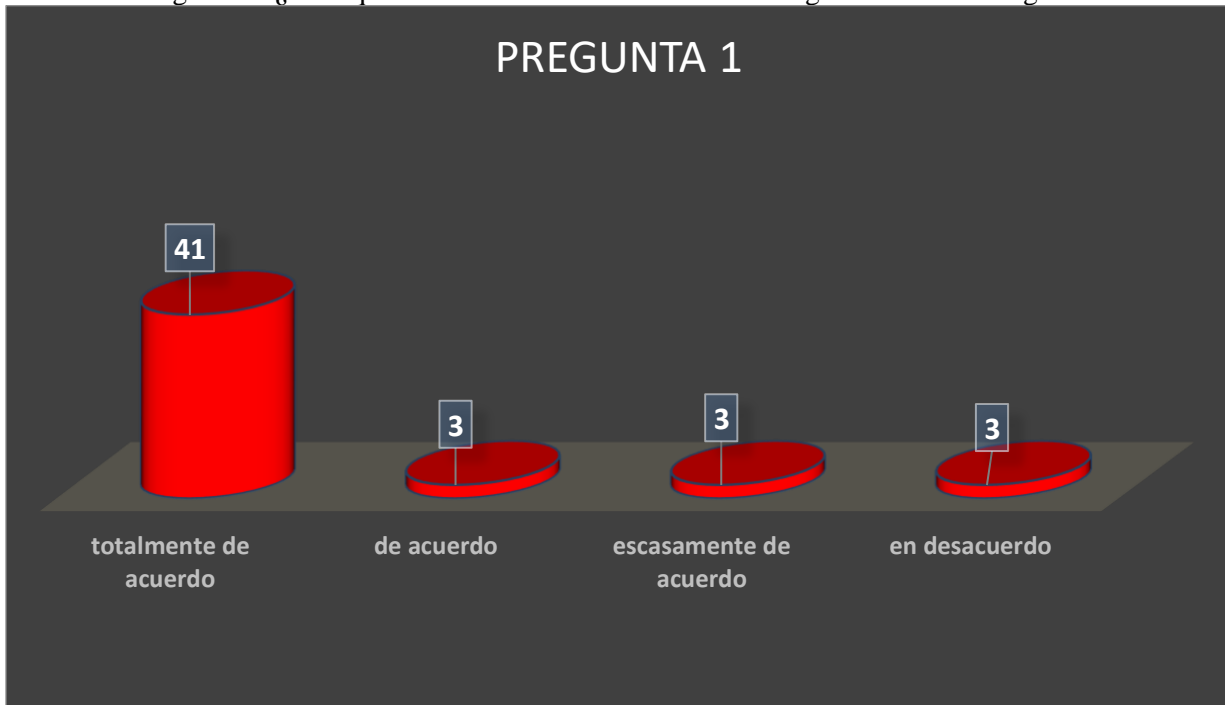 PREGUNTA 1
41
3
3
3
totalmente de
acuerdo
de acuerdo
escasamente de
acuerdo
en desacuerdo